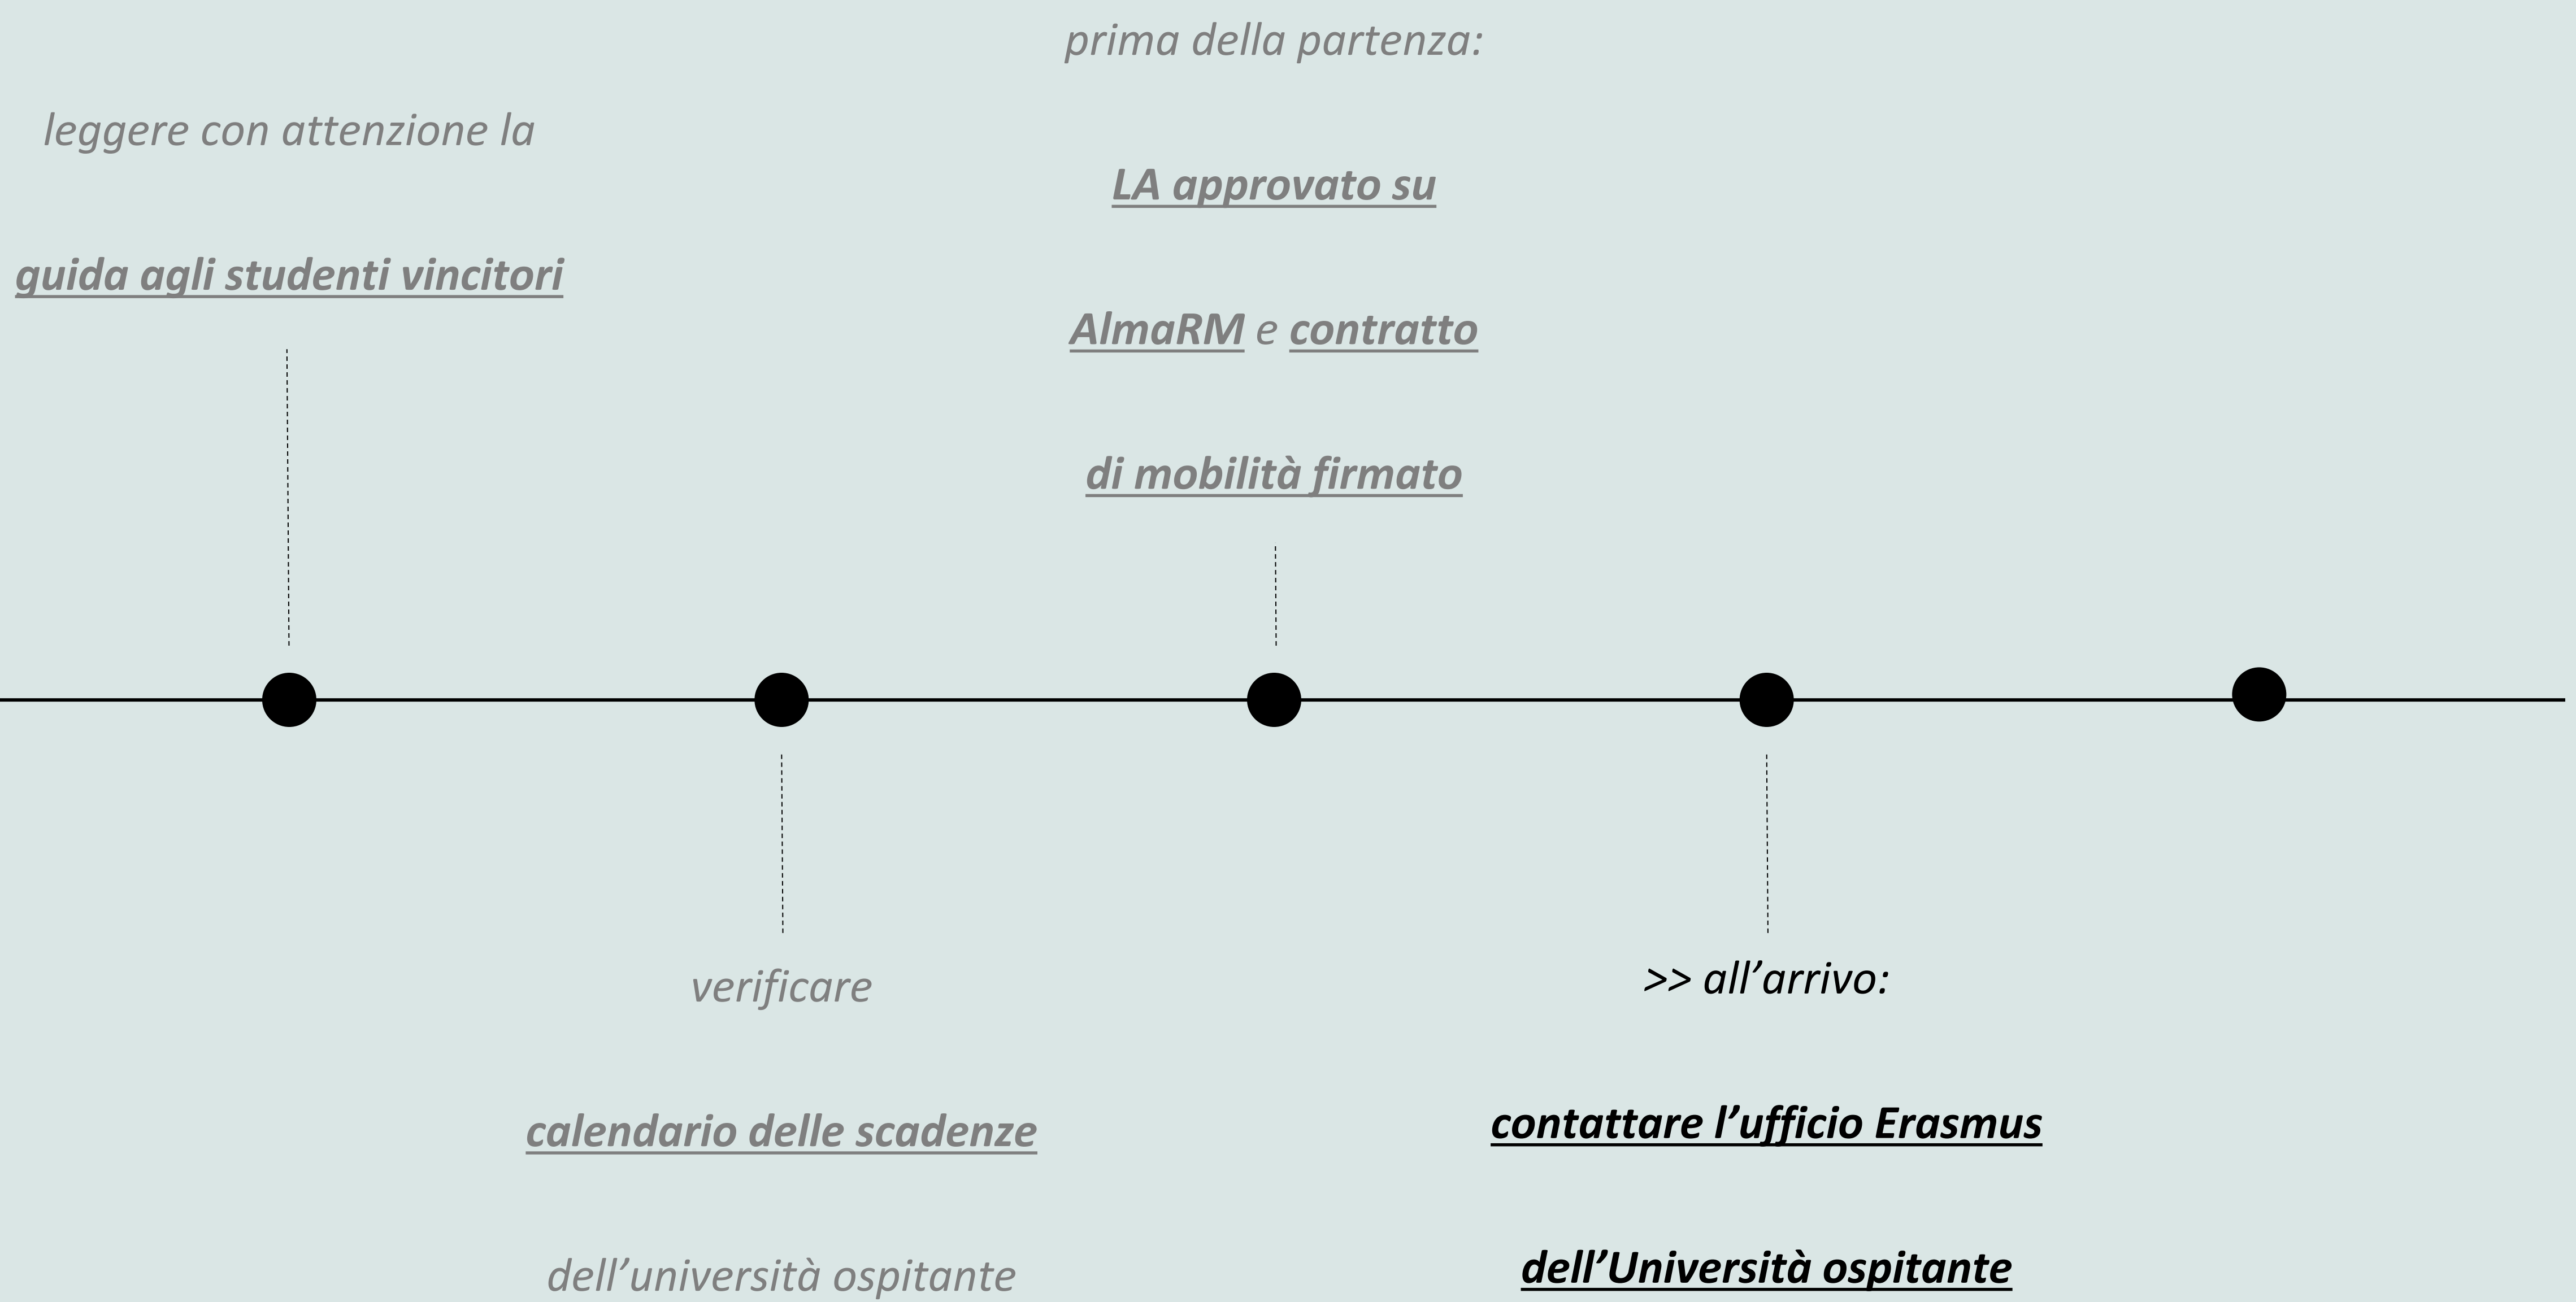 leggere con attenzione la
guida agli studenti vincitori
verificare
calendario delle scadenze
dell’università ospitante
prima della partenza:
LA approvato su
AlmaRM e contratto
di mobilità firmato
>> all’arrivo:
contattare l’ufficio Erasmus
dell’Università ospitante